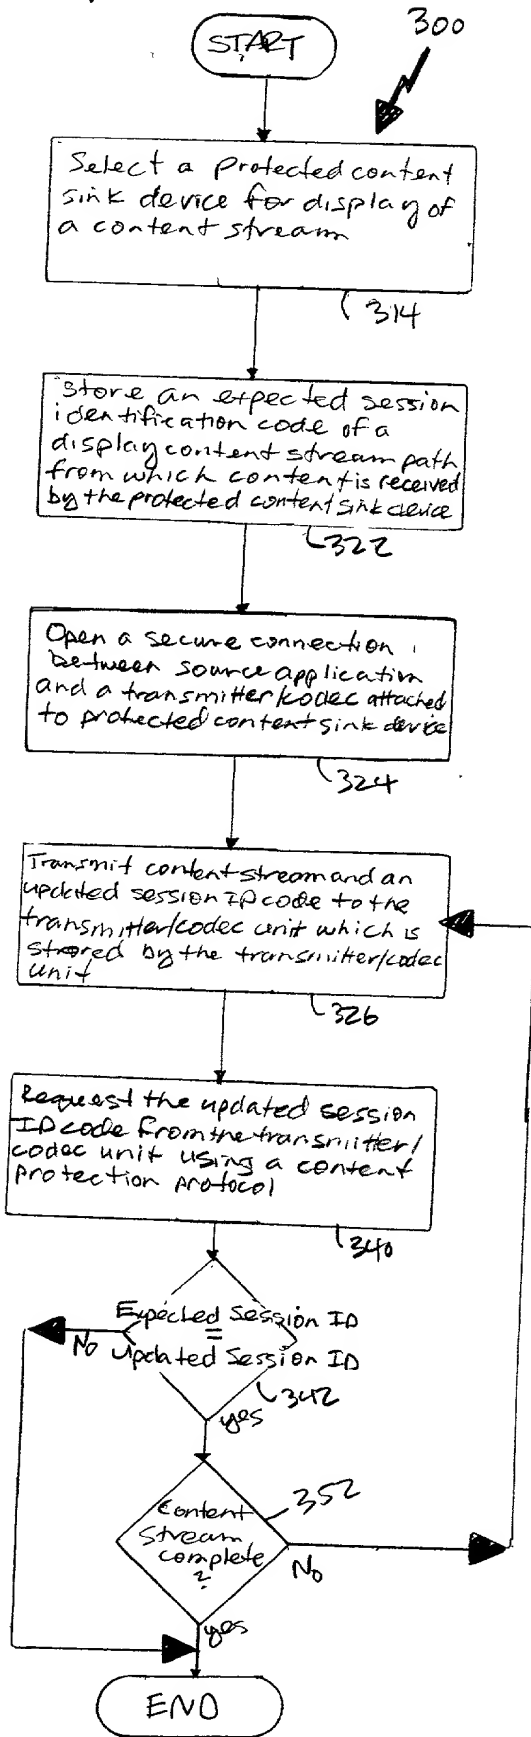 START
300
Select a protected content
sink device for display of
a content stream
314
Store an expected session
identification code of a
display content stream path
from which content is received
by the protected content sink device
322
Open a secure connection
between source application
and a transmitter/codec attached
to protected content sink device
324
Transmit content stream and an
updated session ID code to the
transmitter/codec unit which is
stored by the transmitter/codec
unit
326
Request the updated session
ID code from the transmitter/
codec unit using a content
protection protocol
340
Expected Session ID
=
Updated Session ID
No
342
yes
352
Content
stream
complete
?
No
yes
END